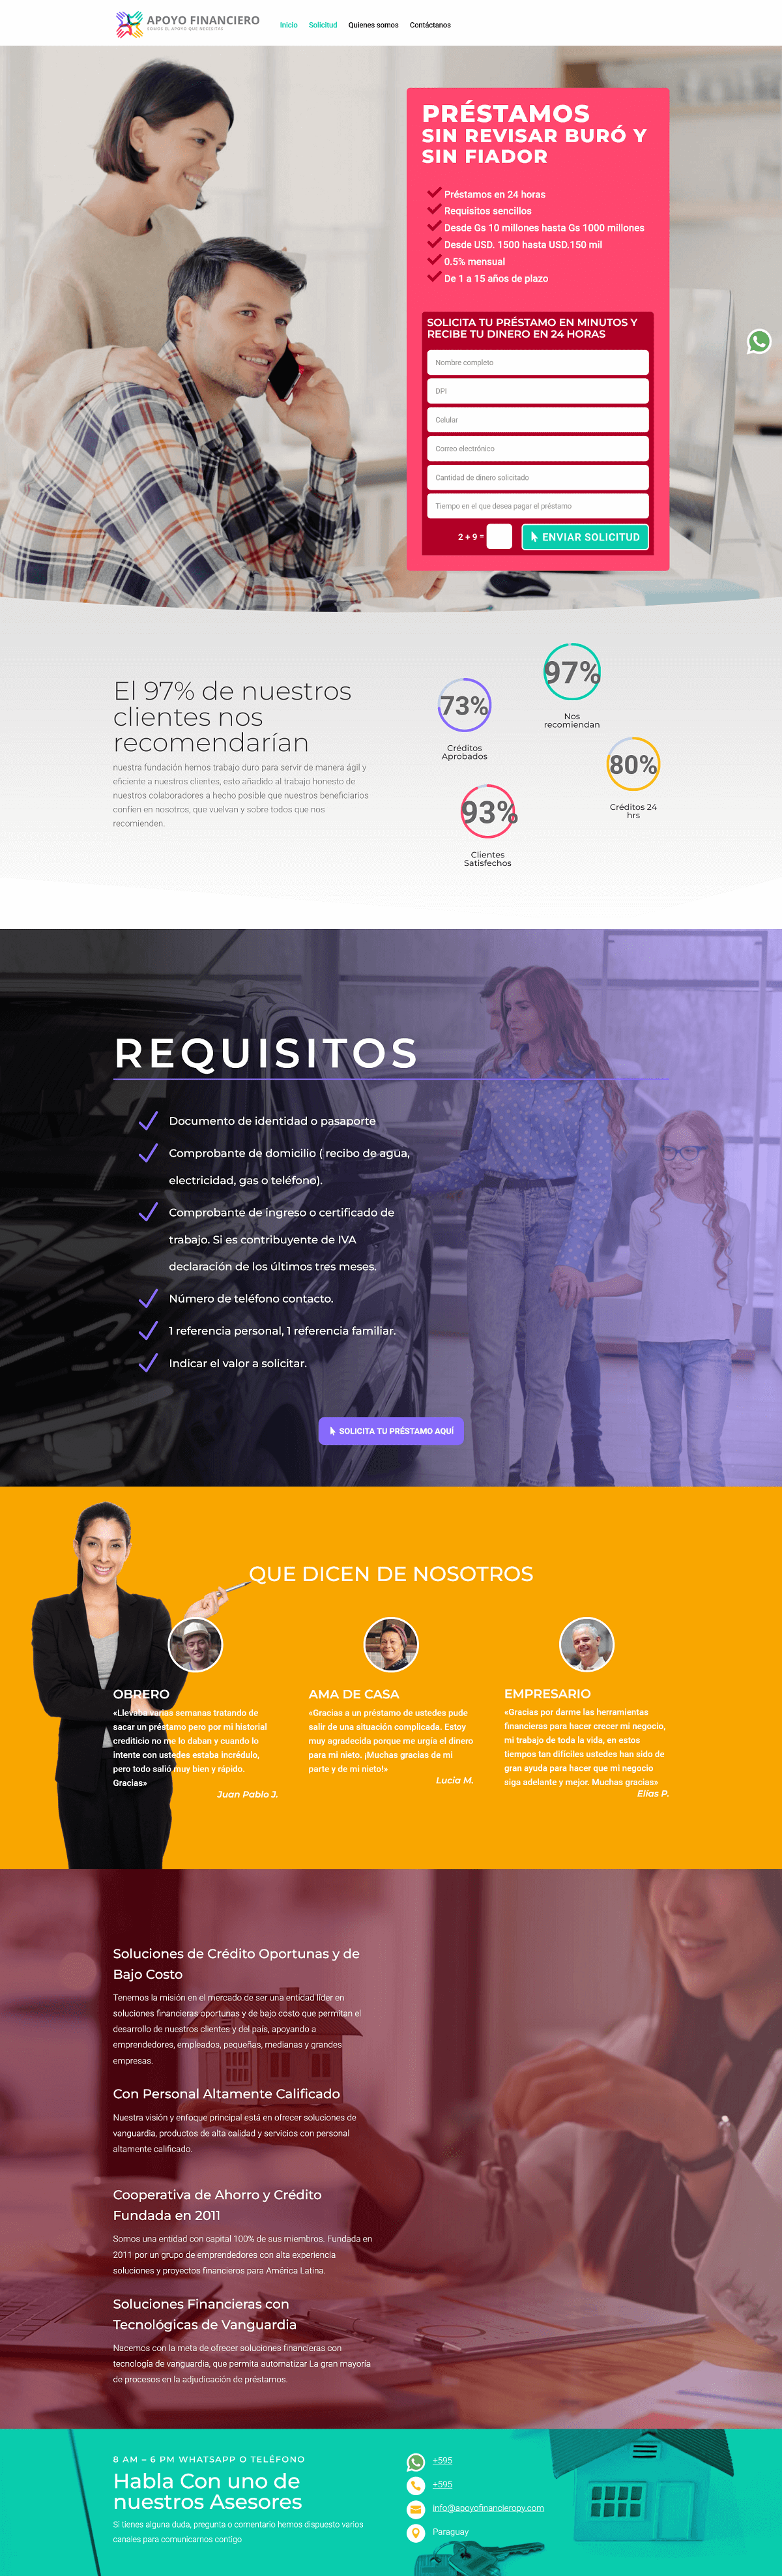 APOYO FINANCIERO
SOMOS EL APOYO QUE NECESITAS
Inicio
Solicitud
Quienes somos
Contáctanos
PRÉSTAMOS
SIN REVISAR BURÓ Y
SIN FIADOR
Préstamos en 24 horas
Requisitos sencillos
Desde Gs 10 millones hasta Gs 1000 millones
Desde USD. 1500 hasta USD.150 mil
0.5% mensual
De 1 a 15 años de plazo
SOLICITA TU PRÉSTAMO EN MINUTOS Y
RECIBE TU DINERO EN 24 HORAS
Nombre completo
DPI
Celular
Correo electrónico
Cantidad de dinero solicitado
Tiempo en el que desea pagar el préstamo
2 + 9 =
ENVIAR SOLICITUD
El 97% de nuestros
clientes nos
recomendarían
nuestra fundación hemos trabajo duro para servir de manera ágil y
eficiente a nuestros clientes, esto añadido al trabajo honesto de
nuestros colaboradores a hecho posible que nuestros beneficiarios
confíen en nosotros, que vuelvan y sobre todos que nos
recomienden.
73%
Créditos
Aprobados
97%
Nos
recomiendan
80%
Créditos 24
hrs
93%
Clientes
Satisfechos
REQUISITOS
Documento de identidad o pasaporte
Comprobante de domicilio ( recibo de agua,
electricidad, gas o teléfono).
Comprobante de ingreso o certificado de
trabajo. Si es contribuyente de IVA
declaración de los últimos tres meses.
Número de teléfono contacto.
1 referencia personal, 1 referencia familiar.
Indicar el valor a solicitar.
SOLICITA TU PRÉSTAMO AQUÍ
QUE DICEN DE NOSOTROS
OBRERO
«Llevaba varias semanas tratando de
sacar un préstamo pero por mi historial
crediticio no me lo daban y cuando lo
intente con ustedes estaba incrédulo,
pero todo salió muy bien y rápido.
Gracias»
Juan Pablo J.
AMA DE CASA
«Gracias a un préstamo de ustedes pude
salir de una situación complicada. Estoy
muy agradecida porque me urgía el dinero
para mi nieto. ¡Muchas gracias de mi
parte y de mi nieto!»
Lucia M.
EMPRESARIO
«Gracias por darme las herramientas
financieras para hacer crecer mi negocio,
mi trabajo de toda la vida, en estos
tiempos tan difíciles ustedes han sido de
gran ayuda para hacer que mi negocio
siga adelante y mejor. Muchas gracias»
Elías P.
Soluciones de Crédito Oportunas y de
Bajo Costo
Tenemos la misión en el mercado de ser una entidad líder en
soluciones financieras oportunas y de bajo costo que permitan el
desarrollo de nuestros clientes y del país, apoyando a
emprendedores, empleados, pequeñas, medianas y grandes
empresas.
Con Personal Altamente Calificado
Nuestra visión y enfoque principal está en ofrecer soluciones de
vanguardia, productos de alta calidad y servicios con personal
altamente calificado.
Cooperativa de Ahorro y Crédito
Fundada en 2011
Somos una entidad con capital 100% de sus miembros. Fundada en
2011 por un grupo de emprendedores con alta experiencia
soluciones y proyectos financieros para América Latina.
Soluciones Financieras con
Tecnológicas de Vanguardia
Nacemos con la meta de ofrecer soluciones financieras con
tecnología de vanguardia, que permita automatizar La gran mayoría
de procesos en la adjudicación de préstamos.
8 AM – 6 PM WHATSAPP O TELÉFONO
Habla Con uno de
nuestros Asesores
Si tienes alguna duda, pregunta o comentario hemos dispuesto varios
canales para comunicarnos contigo
+595
+595
info@apoyofinancieropy.com
Paraguay